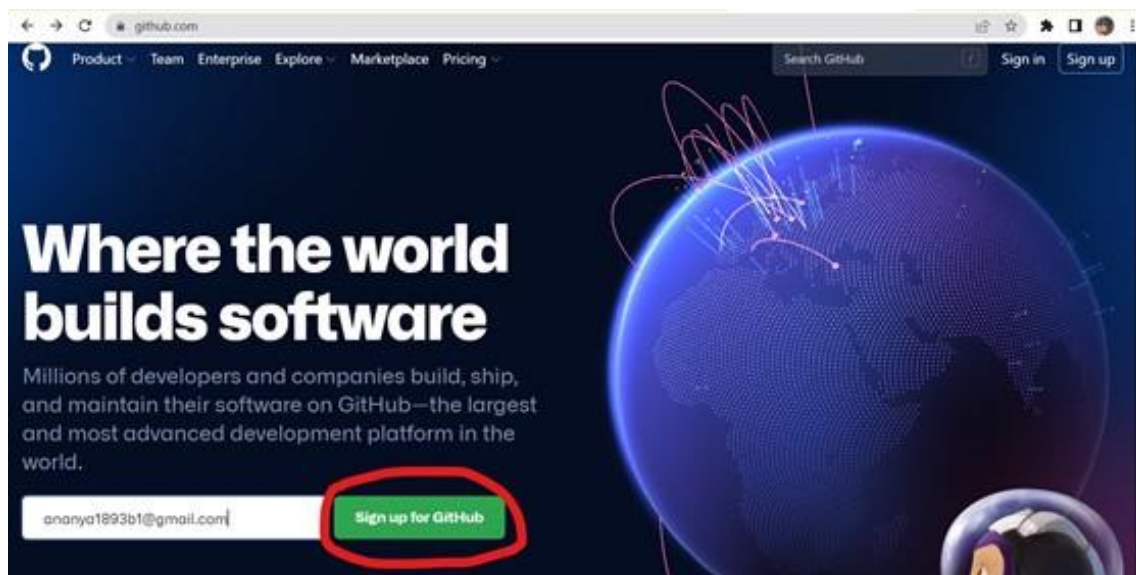 github.com
Product Team Enterprise Explore Marketplace Pricing Search GitHub / Sign in Sign up
Where the world
builds software
Millions of developers and companies build, ship,
and maintain their software on GitHub—the largest
and most advanced development platform in the
world.
ananya1893b1@gmail.com Sign up for GitHub